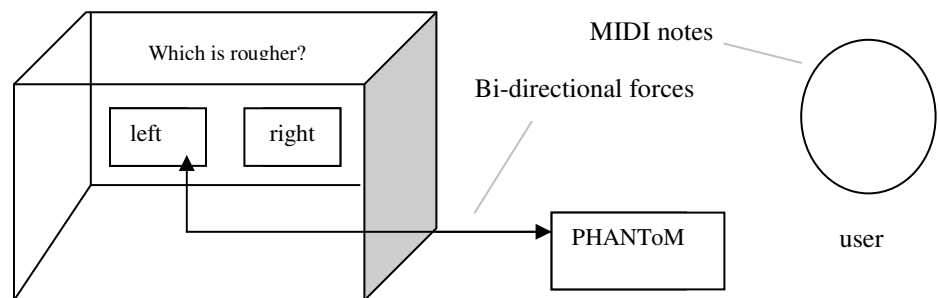 MIDI notes
Which is rougher?
Bi-directional forces
left
right
PHANToM
user